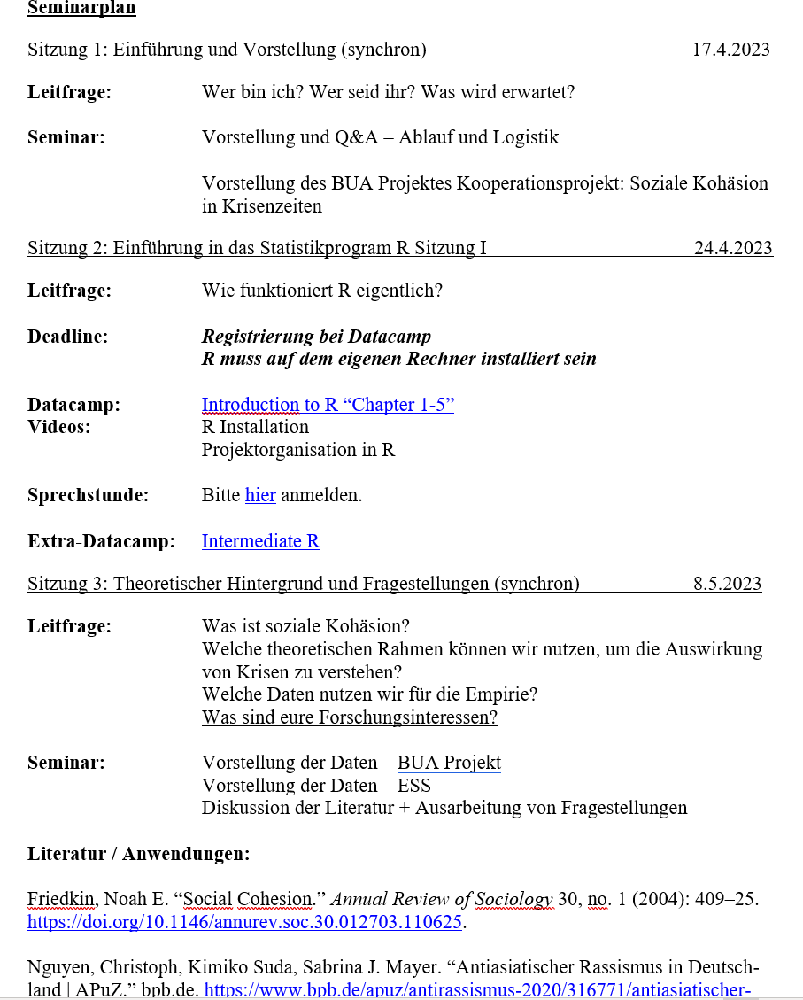 Seminarplan
Sitzung 1: Einführung und Vorstellung (synchron) 17.4.2023
Leitfrage: Wer bin ich? Wer seid ihr? Was wird erwartet?
Seminar: Vorstellung und Q&A – Ablauf und Logistik
Vorstellung des BUA Projektes Kooperationsprojekt: Soziale Kohäsion
in Krisenzeiten
Sitzung 2: Einführung in das Statistikprogram R Sitzung I 24.4.2023
Leitfrage: Wie funktioniert R eigentlich?
Deadline: Registrierung bei Datacamp
R muss auf dem eigenen Rechner installiert sein
Datacamp: Introduction to R “Chapter 1-5”
Videos: R Installation
Projektorganisation in R
Sprechstunde: Bitte hier anmelden.
Extra-Datacamp: Intermediate R
Sitzung 3: Theoretischer Hintergrund und Fragestellungen (synchron) 8.5.2023
Leitfrage: Was ist soziale Kohäsion?
Welche theoretischen Rahmen können wir nutzen, um die Auswirkung
von Krisen zu verstehen?
Welche Daten nutzen wir für die Empirie?
Was sind eure Forschungsinteressen?
Seminar: Vorstellung der Daten – BUA Projekt
Vorstellung der Daten – ESS
Diskussion der Literatur + Ausarbeitung von Fragestellungen
Literatur / Anwendungen:
Friedkin, Noah E. “Social Cohesion.” Annual Review of Sociology 30, no. 1 (2004): 409–25.
https://doi.org/10.1146/annurev.soc.30.012703.110625.
Nguyen, Christoph, Kimiko Suda, Sabrina J. Mayer. “Antiasiatischer Rassismus in Deutsch-
land | APuZ.” bpb.de. https://www.bpb.de/apuz/antirassismus-2020/316771/antiasiatischer-